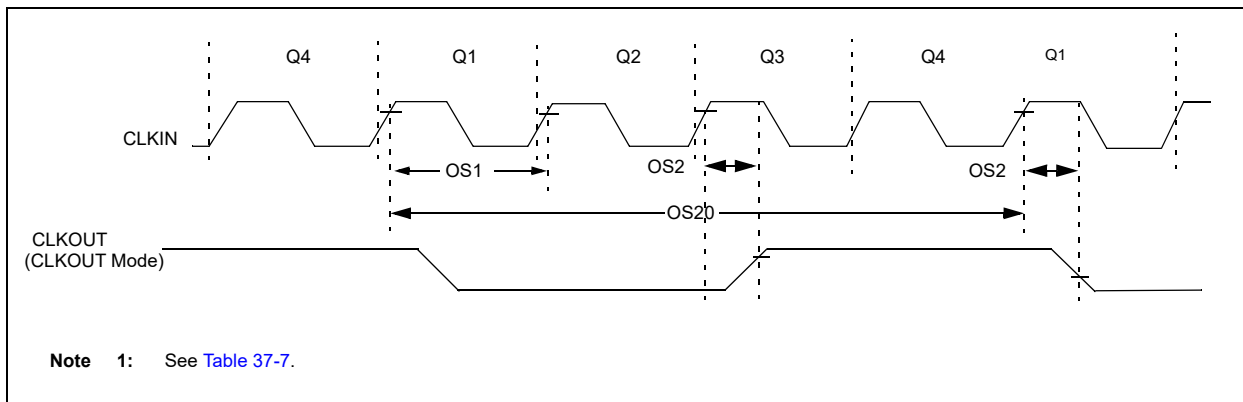 Q4 Q1 Q2 Q3 Q4 Q1
CLKIN
OS1 OS2 OS2
OS20
CLKOUT
(CLKOUT Mode)
Note 1: See Table 37-7.